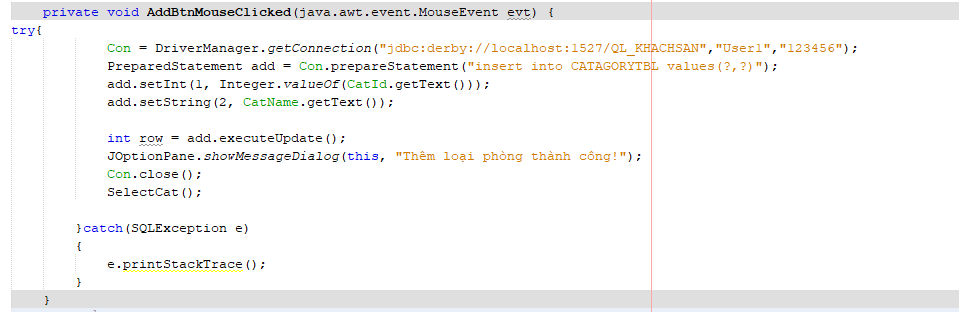 private void AddBtnMouseClicked(java.awt.event.MouseEvent evt) {
try{
Con = DriverManager.getConnection("jdbc:derby://localhost:1527/QL_KHACHSAN","User1","123456");
PreparedStatement add = Con.prepareStatement("insert into CATAGORYTBL values(?,?)");
add.setInt(1, Integer.valueOf(CatId.getText()));
add.setString(2, CatName.getText());
int row = add.executeUpdate();
JOptionPane.showMessageDialog(this, "Thêm loại phòng thành công!");
Con.close();
SelectCat();
}catch(SQLException e)
{
e.printStackTrace();
}
}